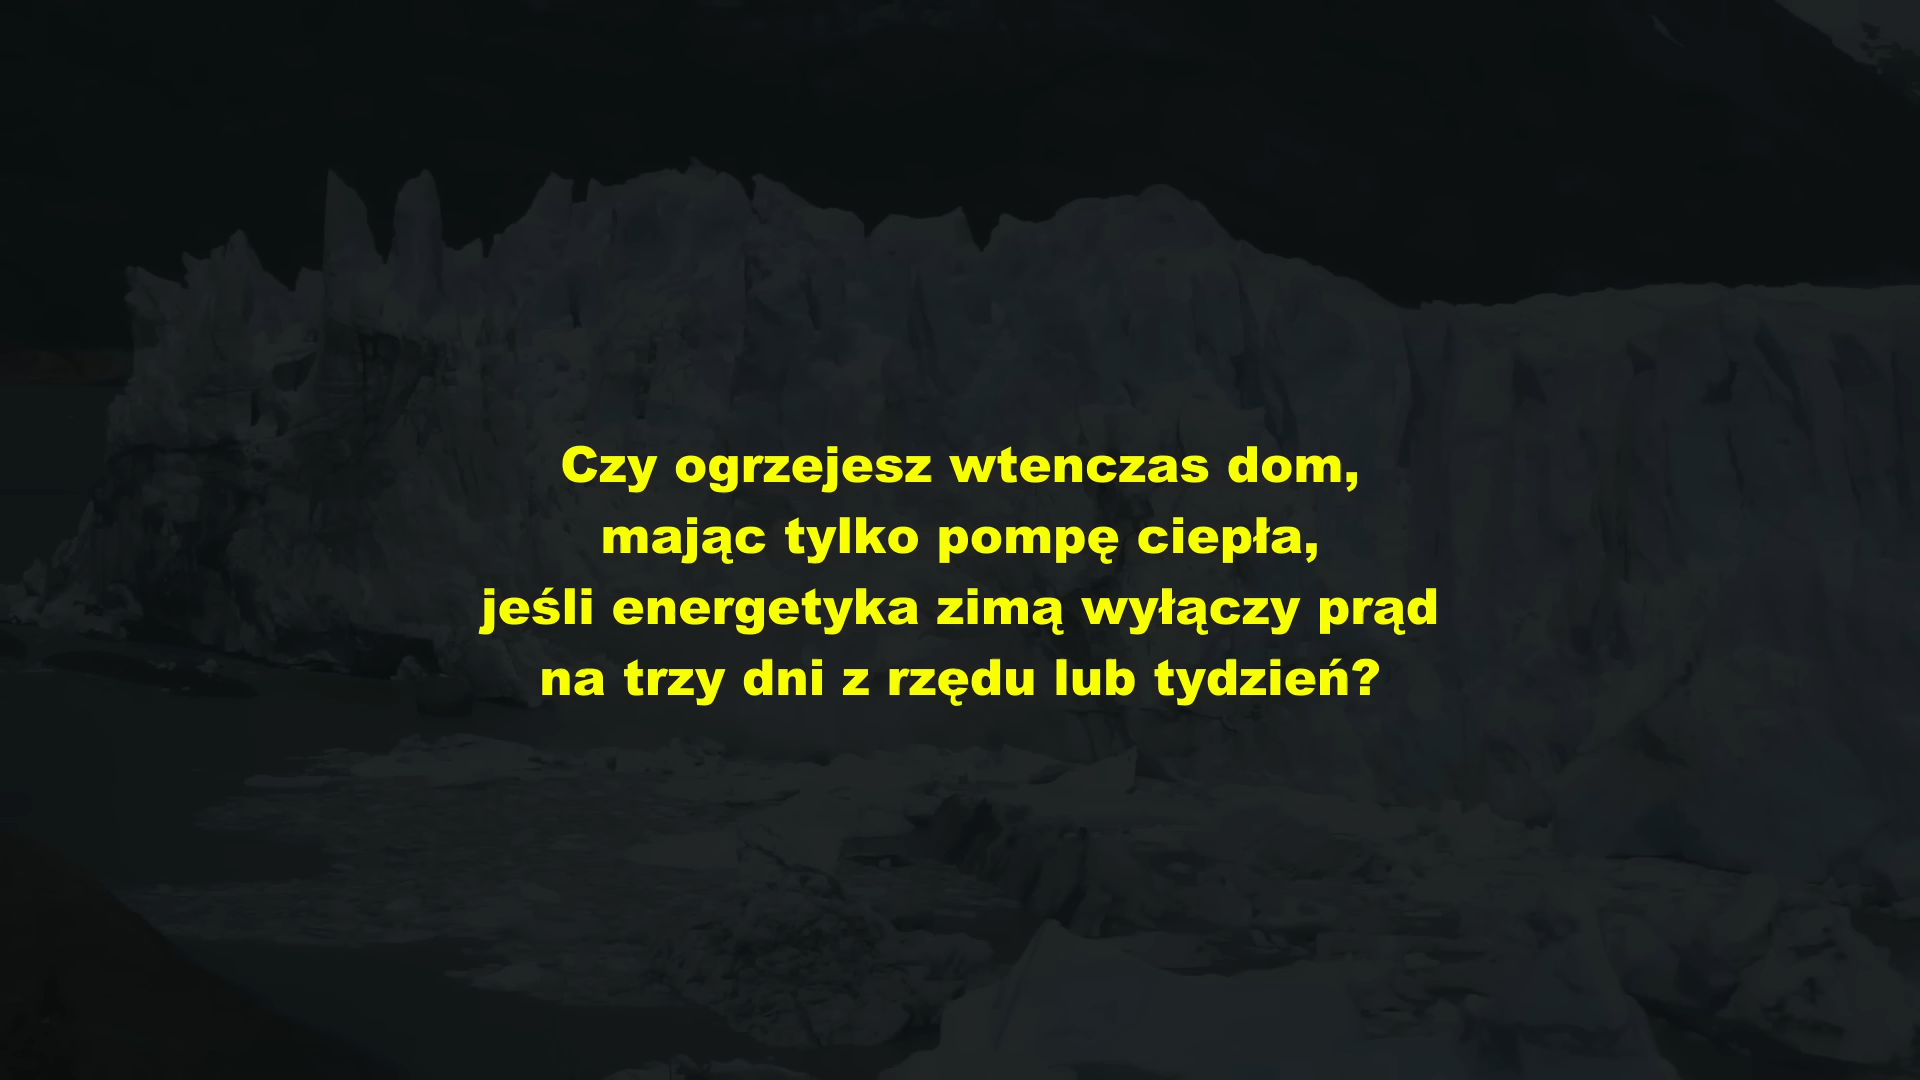 Czy ogrzejesz wtenczas dom,
mając tylko pompę ciepła,
jeśli energetyka zimą wyłączy prąd
na trzy dni z rzędu lub tydzień?